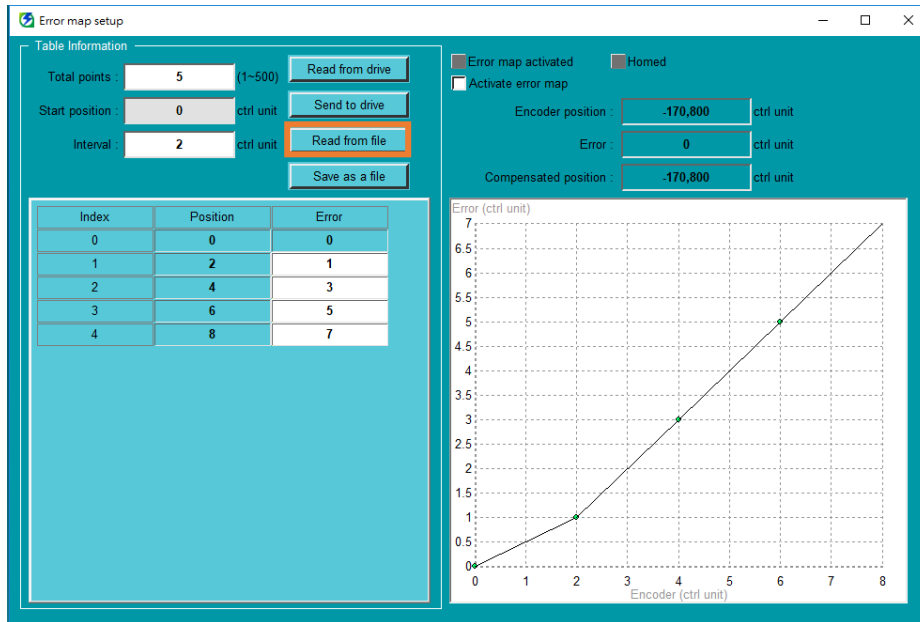 Error map setup
Table Information
Total points : 5 (1~500) Read from drive
Start position : 0 ctrl unit Send to drive
Interval : 2 ctrl unit Read from file
Save as a file
Index Position Error
0 0 0
1 2 1
2 4 3
3 6 5
4 8 7
Error map activated Homed
Activate error map
Encoder position : -170,800 ctrl unit
Error : 0 ctrl unit
Compensated position : -170,800 ctrl unit
Error (ctrl unit)
7
6.5
6
5.5
5
4.5
4
3.5
3
2.5
2
1.5
1
0.5
0
0 1 2 3 4 5 6 7 8
Encoder (ctrl unit)